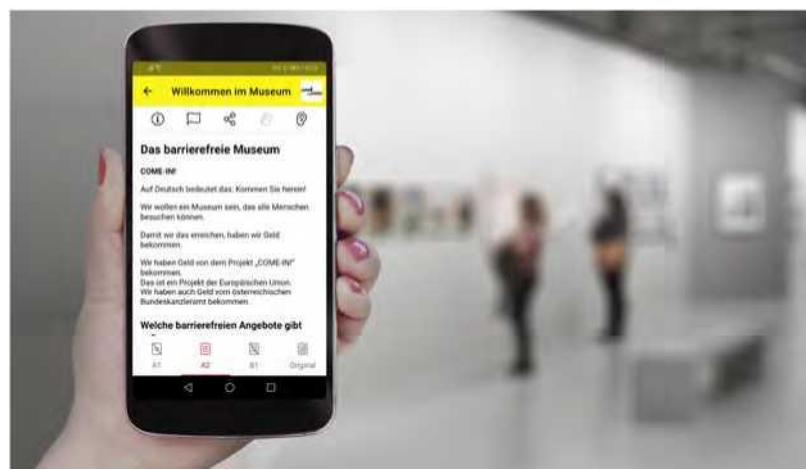 Willkommen im Museum
Das barrierefreie Museum
COME-IN!
Auf Deutsch bedeutet das: Kommen Sie herein!
Wir wollen ein Museum sein, das alle Menschen
besuchen können.
Damit wir das erreichen, haben wir Geld
bekommen.
Wir haben Geld von dem Projekt „COME-IN!"
bekommen.
Das ist ein Projekt der Europäischen Union.
Wir haben auch Geld vom österreichischen
Bundeskanzleramt bekommen.
Welche barrierefreien Angebote gibt
A1 A2 B1 Original